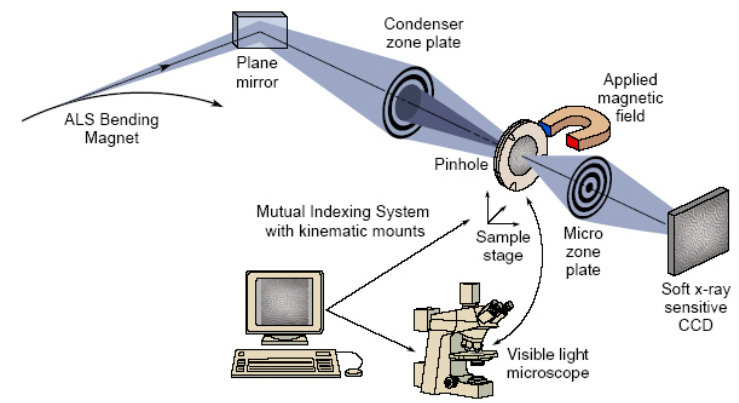 Condenser
zone plate
Plane
mirror
Applied
magnetic
field
ALS Bending
Magnet
Pinhole
Mutual Indexing System
with kinematic mounts
Sample
stage
Micro
zone
plate
Soft x-ray
sensitive
CCD
Visible light
microscope